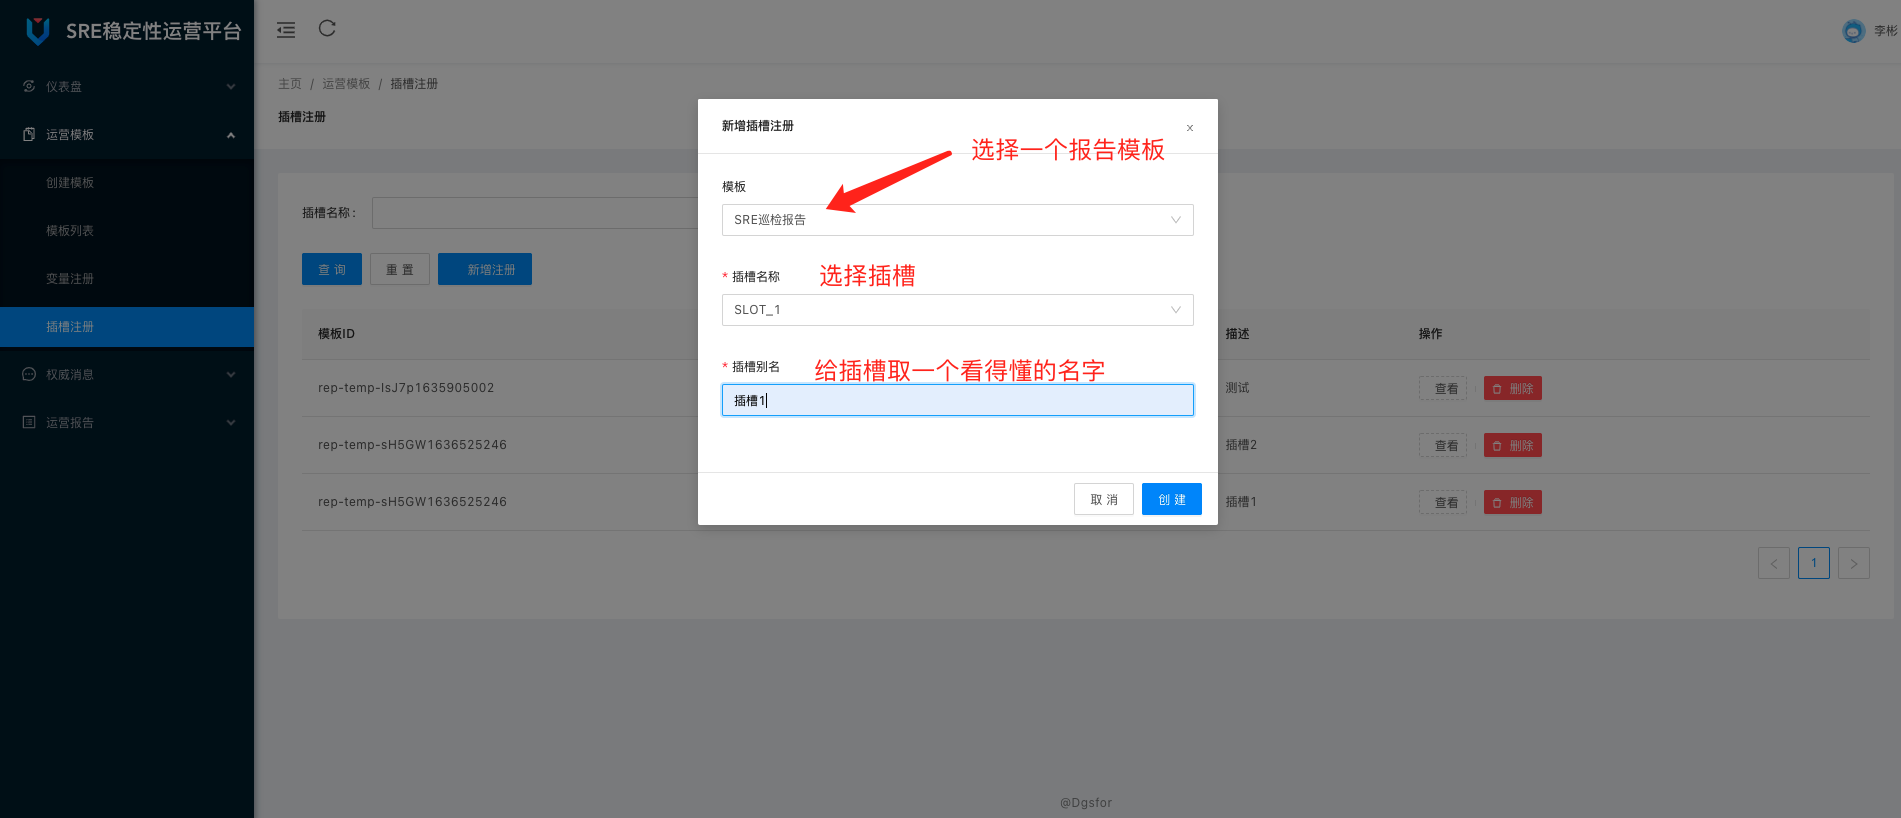 SRE稳定性运营平台
李彬
仪表盘
运营模板
创建模板
模板列表
变量注册
插槽注册
权威消息
运营报告
主页 / 运营模板 / 插槽注册
插槽注册
插槽名称：
查 询
重 置
新增注册
模板ID
描述
操作
rep-temp-IsJ7p1635905002
测试
查看
删除
rep-temp-sH5GW1636525246
插槽2
查看
删除
rep-temp-sH5GW1636525246
插槽1
查看
删除
< 1 >
新增插槽注册
x
选择一个报告模板
模板
SRE巡检报告
* 插槽名称
选择插槽
SLOT_1
* 插槽别名
给插槽取一个看得懂的名字
插槽1
取 消
创 建
@Dgsfor